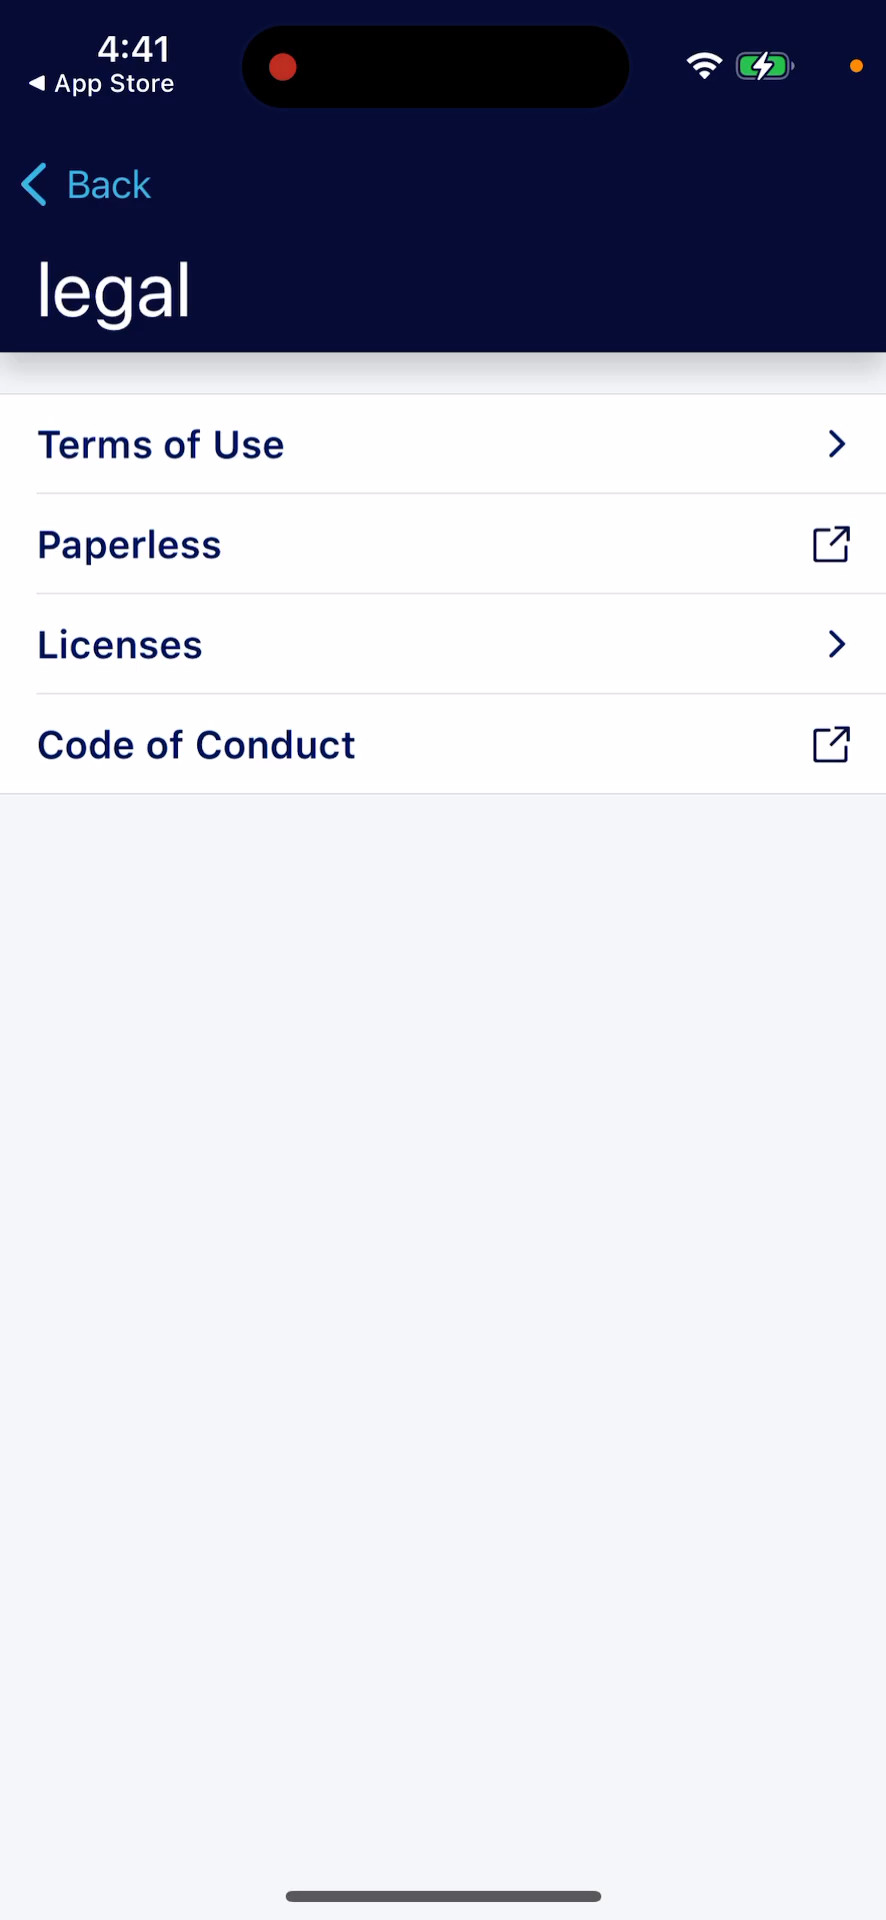 4:41
◀ App Store
Back
legal
Terms of Use
Paperless
Licenses
Code of Conduct